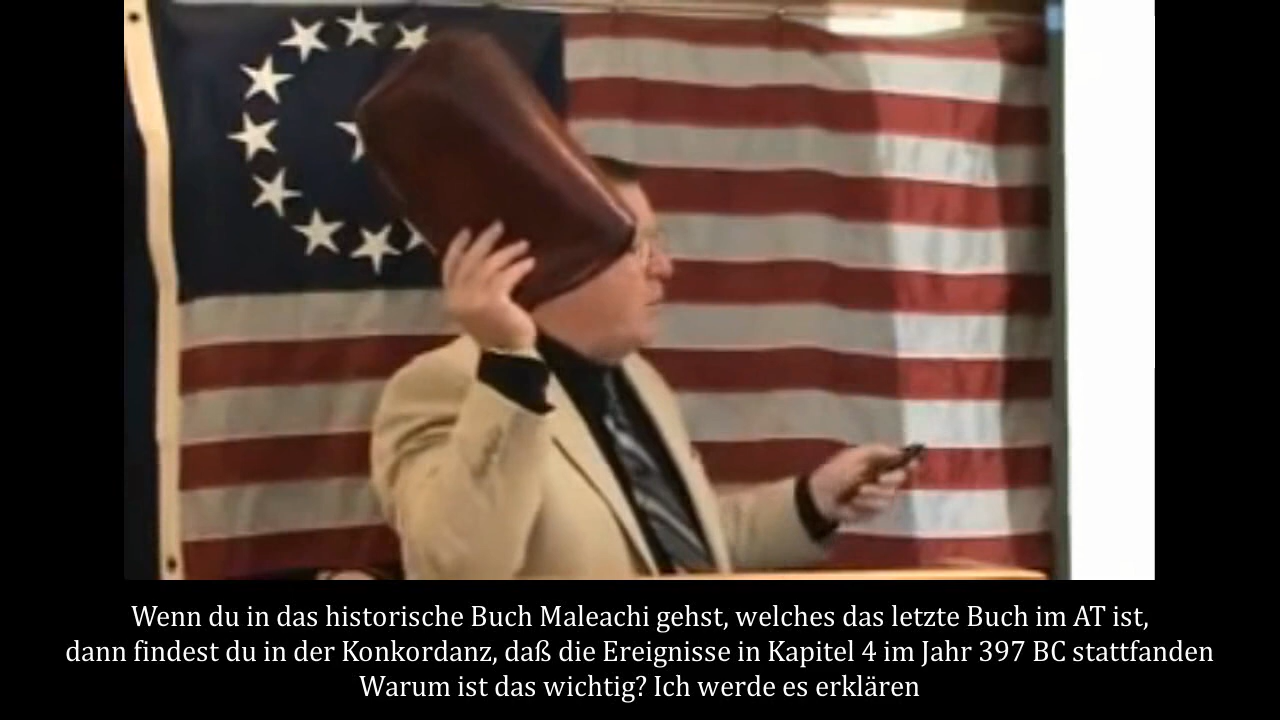 Wenn du in das historische Buch Maleachi gehst, welches das letzte Buch im AT ist,
dann findest du in der Konkordanz, daß die Ereignisse in Kapitel 4 im Jahr 397 BC stattfanden
Warum ist das wichtig? Ich werde es erklären